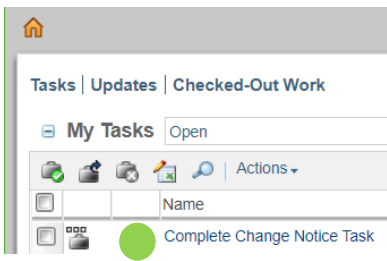 Tasks | Updates | Checked-Out Work
My Tasks Open
Actions
Name
Complete Change Notice Task